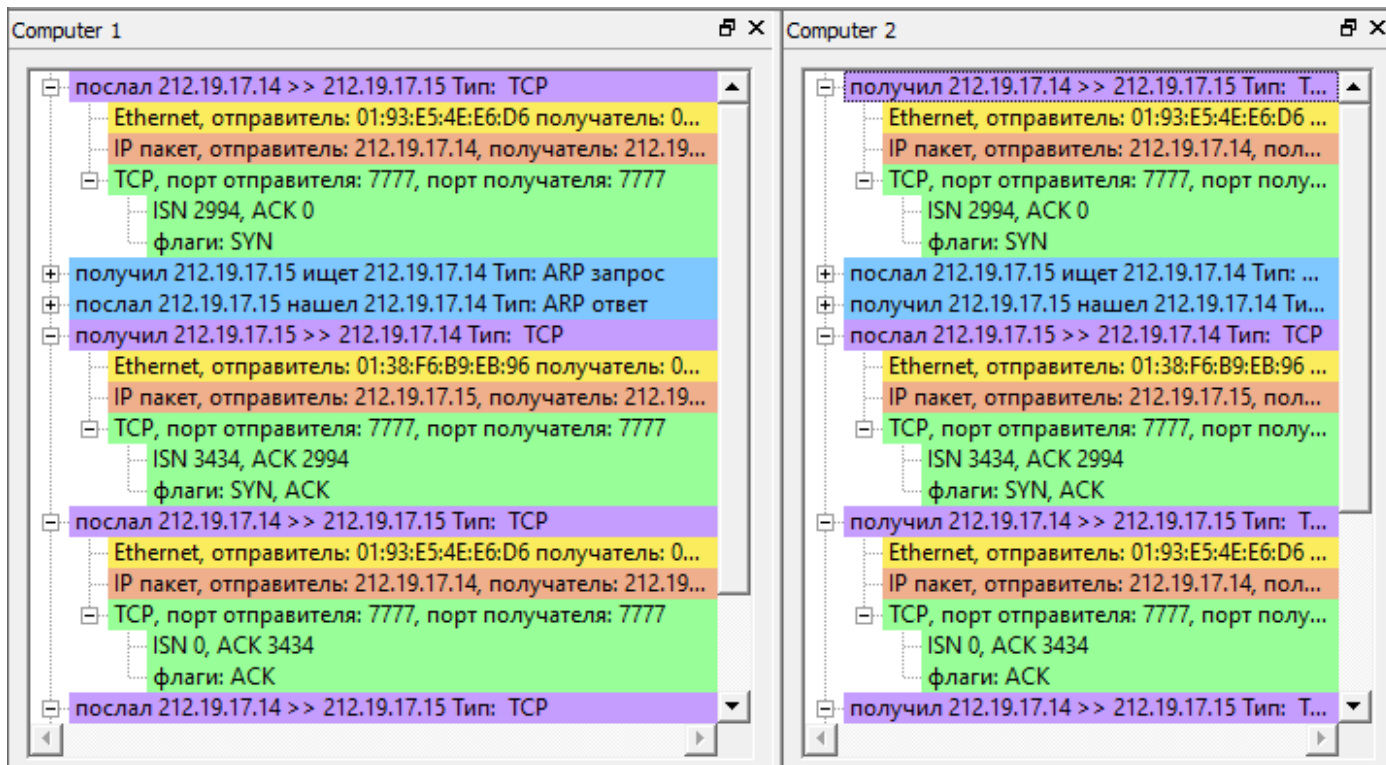 Computer 1
послал 212.19.17.14 >> 212.19.17.15 Тип: TCP
Ethernet, отправитель: 01:93:E5:4E:E6:D6 получатель: 0...
IP пакет, отправитель: 212.19.17.14, получатель: 212.19...
TCP, порт отправителя: 7777, порт получателя: 7777
ISN 2994, ACK 0
флаги: SYN
получил 212.19.17.15 ищет 212.19.17.14 Тип: ARP запрос
послал 212.19.17.15 нашел 212.19.17.14 Тип: ARP ответ
получил 212.19.17.15 >> 212.19.17.14 Тип: TCP
Ethernet, отправитель: 01:38:F6:B9:EB:96 получатель: 0...
IP пакет, отправитель: 212.19.17.15, получатель: 212.19...
TCP, порт отправителя: 7777, порт получателя: 7777
ISN 3434, ACK 2994
флаги: SYN, ACK
послал 212.19.17.14 >> 212.19.17.15 Тип: TCP
Ethernet, отправитель: 01:93:E5:4E:E6:D6 получатель: 0...
IP пакет, отправитель: 212.19.17.14, получатель: 212.19...
TCP, порт отправителя: 7777, порт получателя: 7777
ISN 0, ACK 3434
флаги: ACK
послал 212.19.17.14 >> 212.19.17.15 Тип: TCP
Computer 2
получил 212.19.17.14 >> 212.19.17.15 Тип: T...
Ethernet, отправитель: 01:93:E5:4E:E6:D6 ...
IP пакет, отправитель: 212.19.17.14, пол...
TCP, порт отправителя: 7777, порт полу...
ISN 2994, ACK 0
флаги: SYN
послал 212.19.17.15 ищет 212.19.17.14 Тип: ...
получил 212.19.17.15 нашел 212.19.17.14 Ти...
послал 212.19.17.15 >> 212.19.17.14 Тип: TCP
Ethernet, отправитель: 01:38:F6:B9:EB:96 ...
IP пакет, отправитель: 212.19.17.15, пол...
TCP, порт отправителя: 7777, порт полу...
ISN 3434, ACK 2994
флаги: SYN, ACK
получил 212.19.17.14 >> 212.19.17.15 Тип: T...
Ethernet, отправитель: 01:93:E5:4E:E6:D6 ...
IP пакет, отправитель: 212.19.17.14, пол...
TCP, порт отправителя: 7777, порт полу...
ISN 0, ACK 3434
флаги: ACK
получил 212.19.17.14 >> 212.19.17.15 Тип: T...